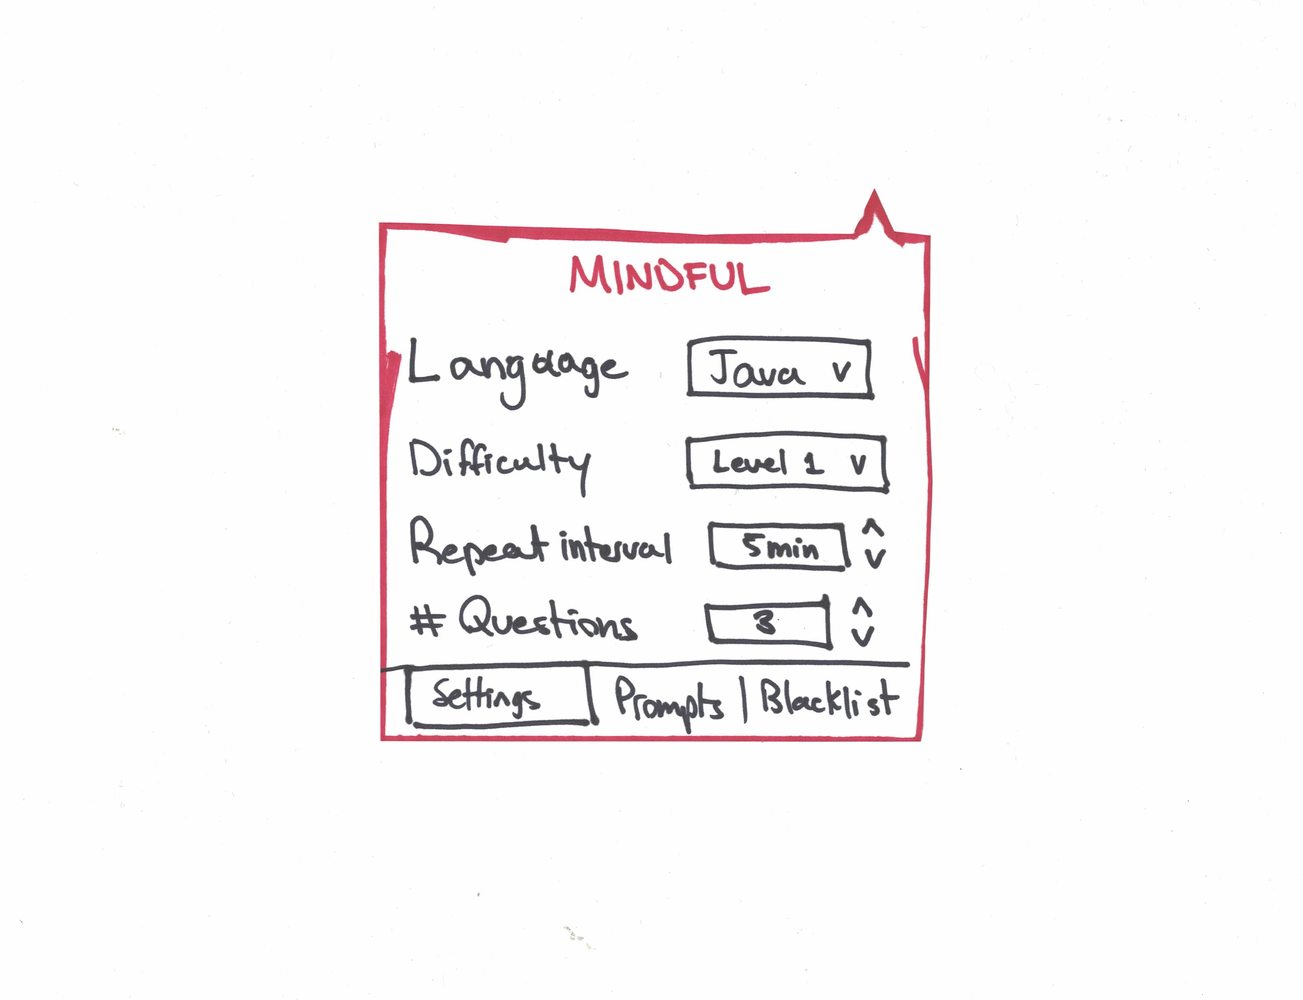 MINDFUL
Language Java v
Difficulty Level 1 v
Repeat interval 5min
# Questions 3
Settings Prompts | Blacklist